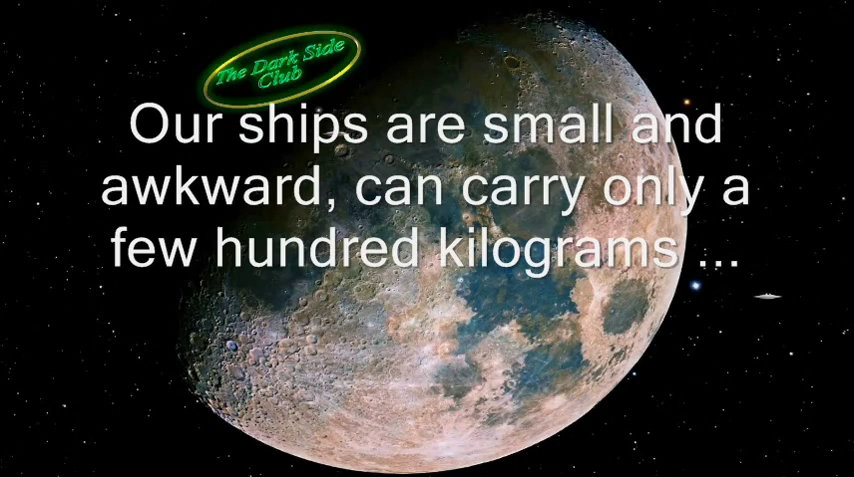 The Dark Side
Club
Our ships are small and
awkward, can carry only a
few hundred kilograms ...